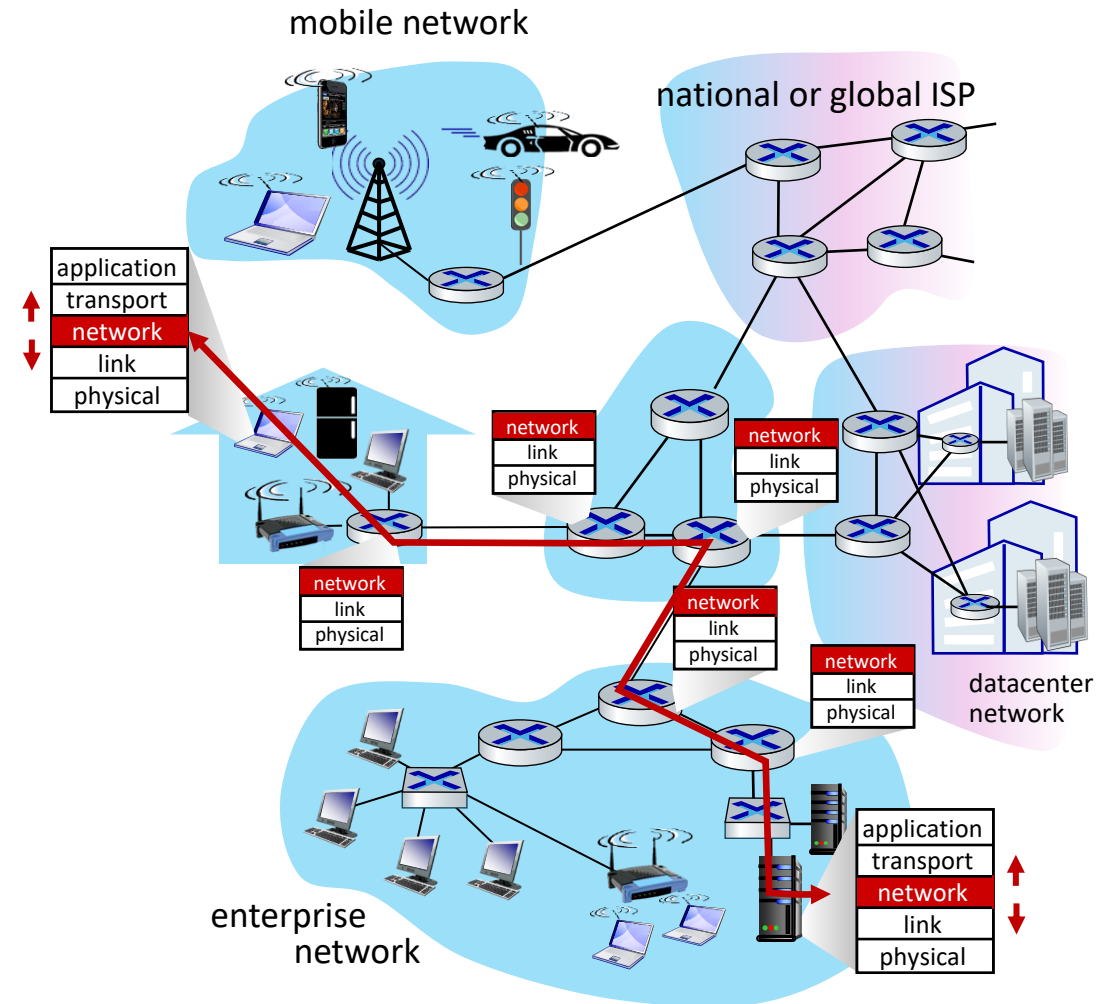 mobile network
national or global ISP
application
transport
network
link
physical
network
link
physical
network
link
physical
network
link
physical
network
link
physical
network
link
physical
datacenter
network
application
transport
network
link
physical
enterprise
network